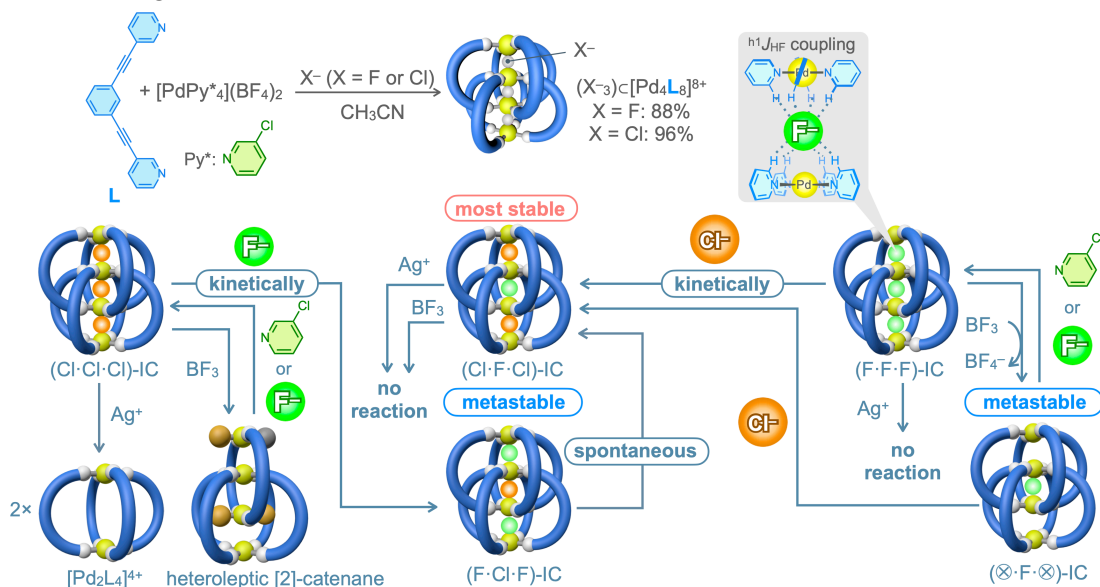 N
N
L
+ [PdPy*₄](BF₄)₂
Py*:
N
Cl
X⁻ (X = F or Cl)
CH₃CN
X⁻
(X⁻₃)⊂[Pd₄L₈]⁸⁺
X = F: 88%
X = Cl: 96%
ʰ¹J_HF coupling
N Pd N
H H H H
F⁻
H H H H
N Pd N
(Cl·Cl·Cl)-IC
F⁻
kinetically
most stable
(Cl·F·Cl)-IC
Ag⁺
BF₃
no
reaction
Cl⁻
kinetically
(F·F·F)-IC
Ag⁺
no
reaction
Cl
N
or
F⁻
BF₃
BF₄⁻
Ag⁺
BF₃
Cl
N
or
F⁻
2×
[Pd₂L₄]⁴⁺
heteroleptic [2]-catenane
metastable
(F·Cl·F)-IC
spontaneous
Cl⁻
metastable
(⊗·F·⊗)-IC